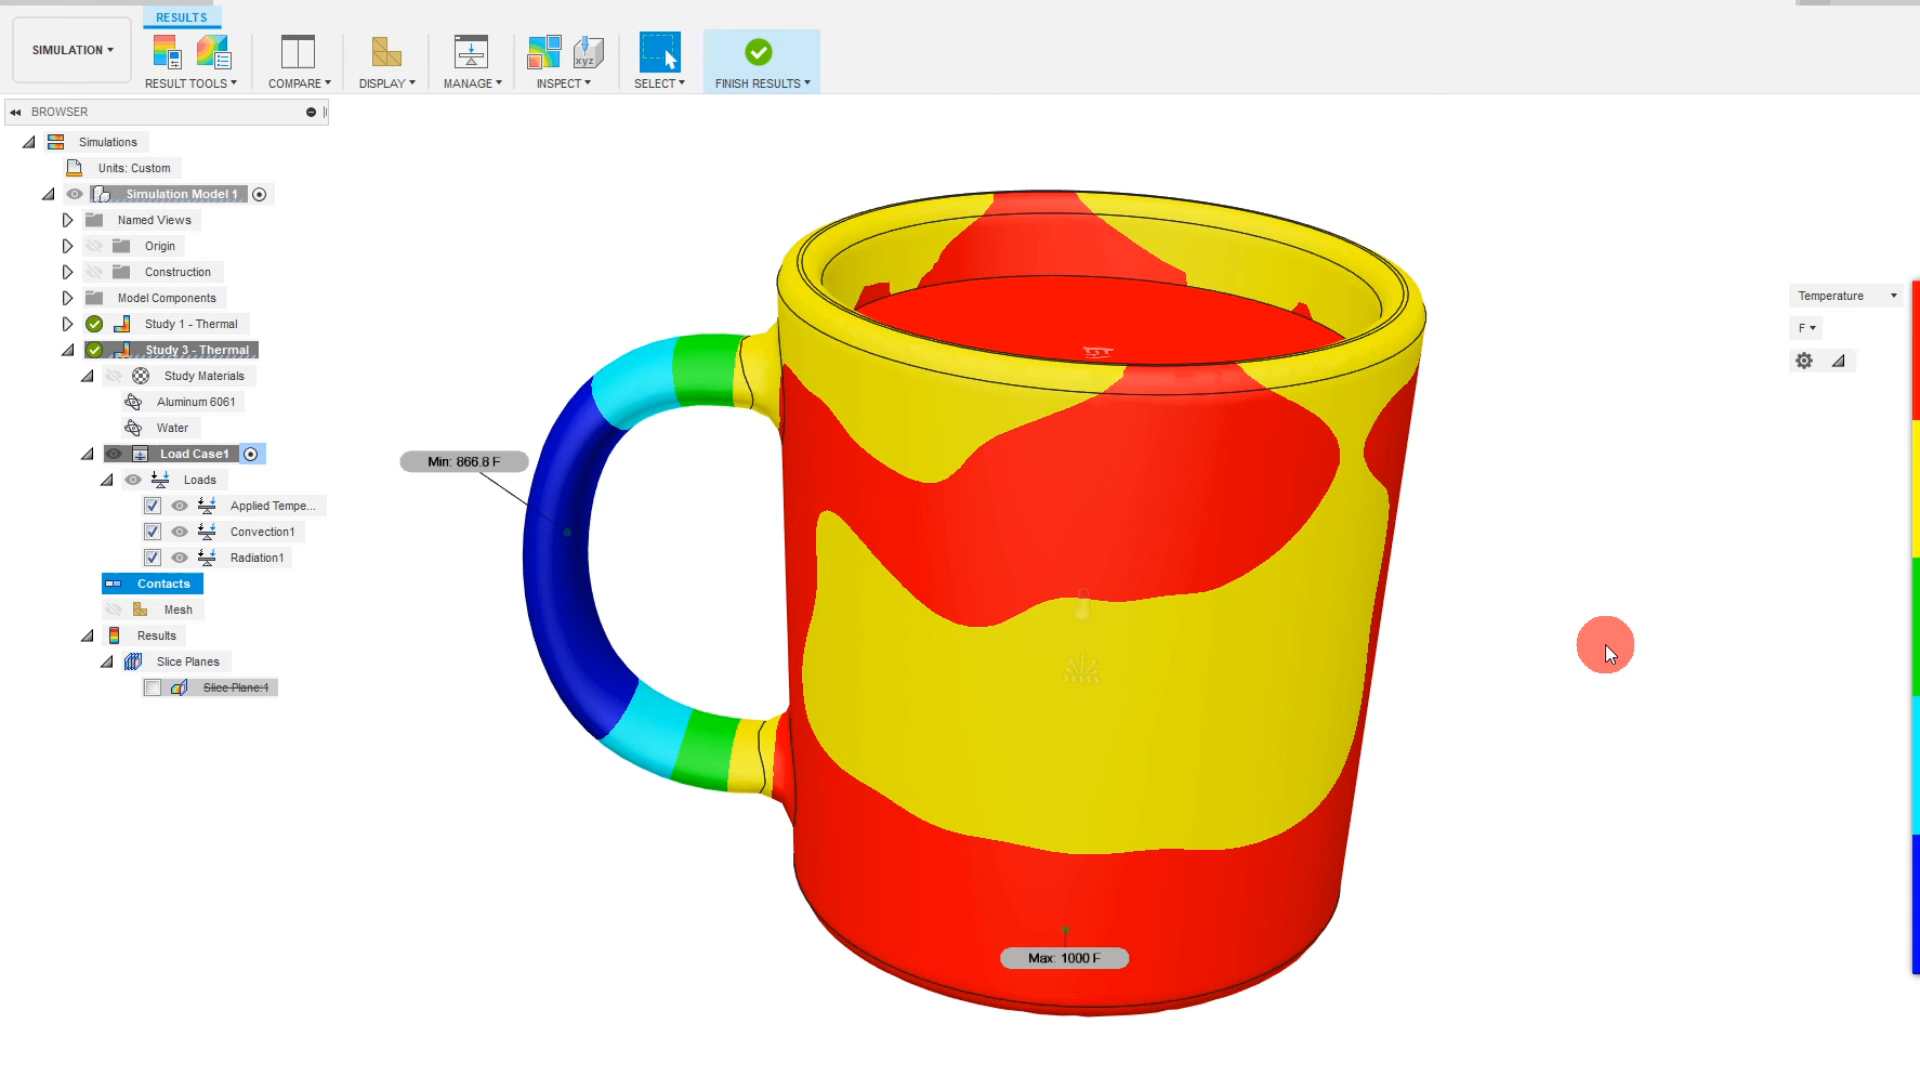 RESULTS
SIMULATION
RESULT TOOLS
COMPARE
DISPLAY
MANAGE
xyz
INSPECT
SELECT
FINISH RESULTS
BROWSER
Simulations
Units: Custom
Simulation Model 1
Named Views
Origin
Construction
Model Components
Study 1 - Thermal
Study 3 - Thermal
Study Materials
Aluminum 6061
Water
Load Case1
Loads
Applied Tempe...
Convection1
Radiation1
Contacts
Mesh
Results
Slice Planes
Slice Plane:1
Min: 866.8 F
Max: 1000 F
Temperature
F